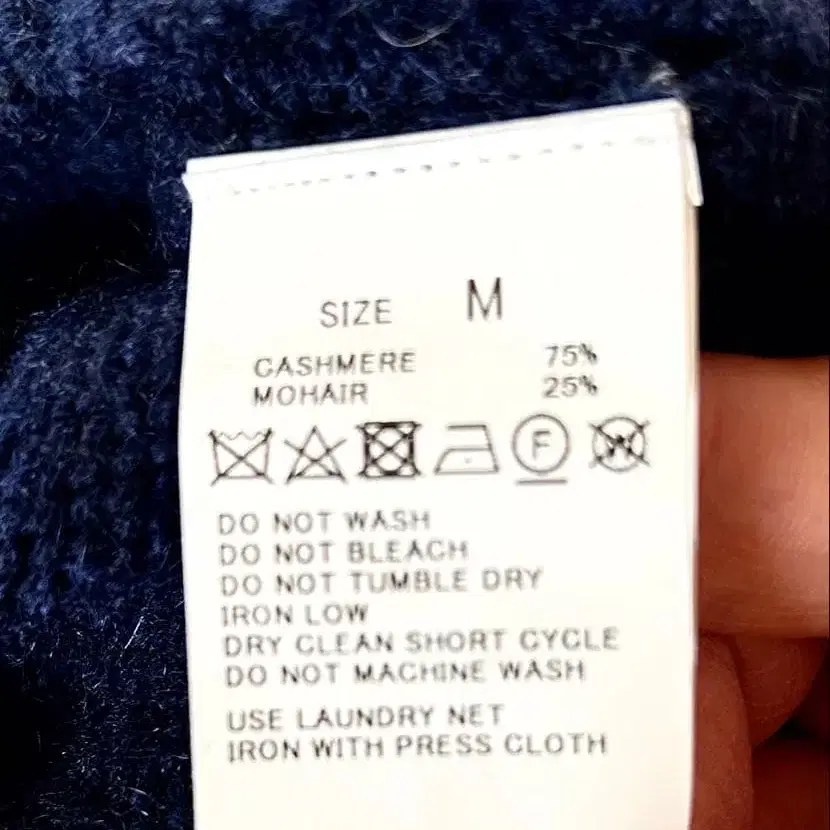 SIZE M
CASHMERE 75%
MOHAIR 25%
F W
DO NOT WASH
DO NOT BLEACH
DO NOT TUMBLE DRY
IRON LOW
DRY CLEAN SHORT CYCLE
DO NOT MACHINE WASH
USE LAUNDRY NET
IRON WITH PRESS CLOTH